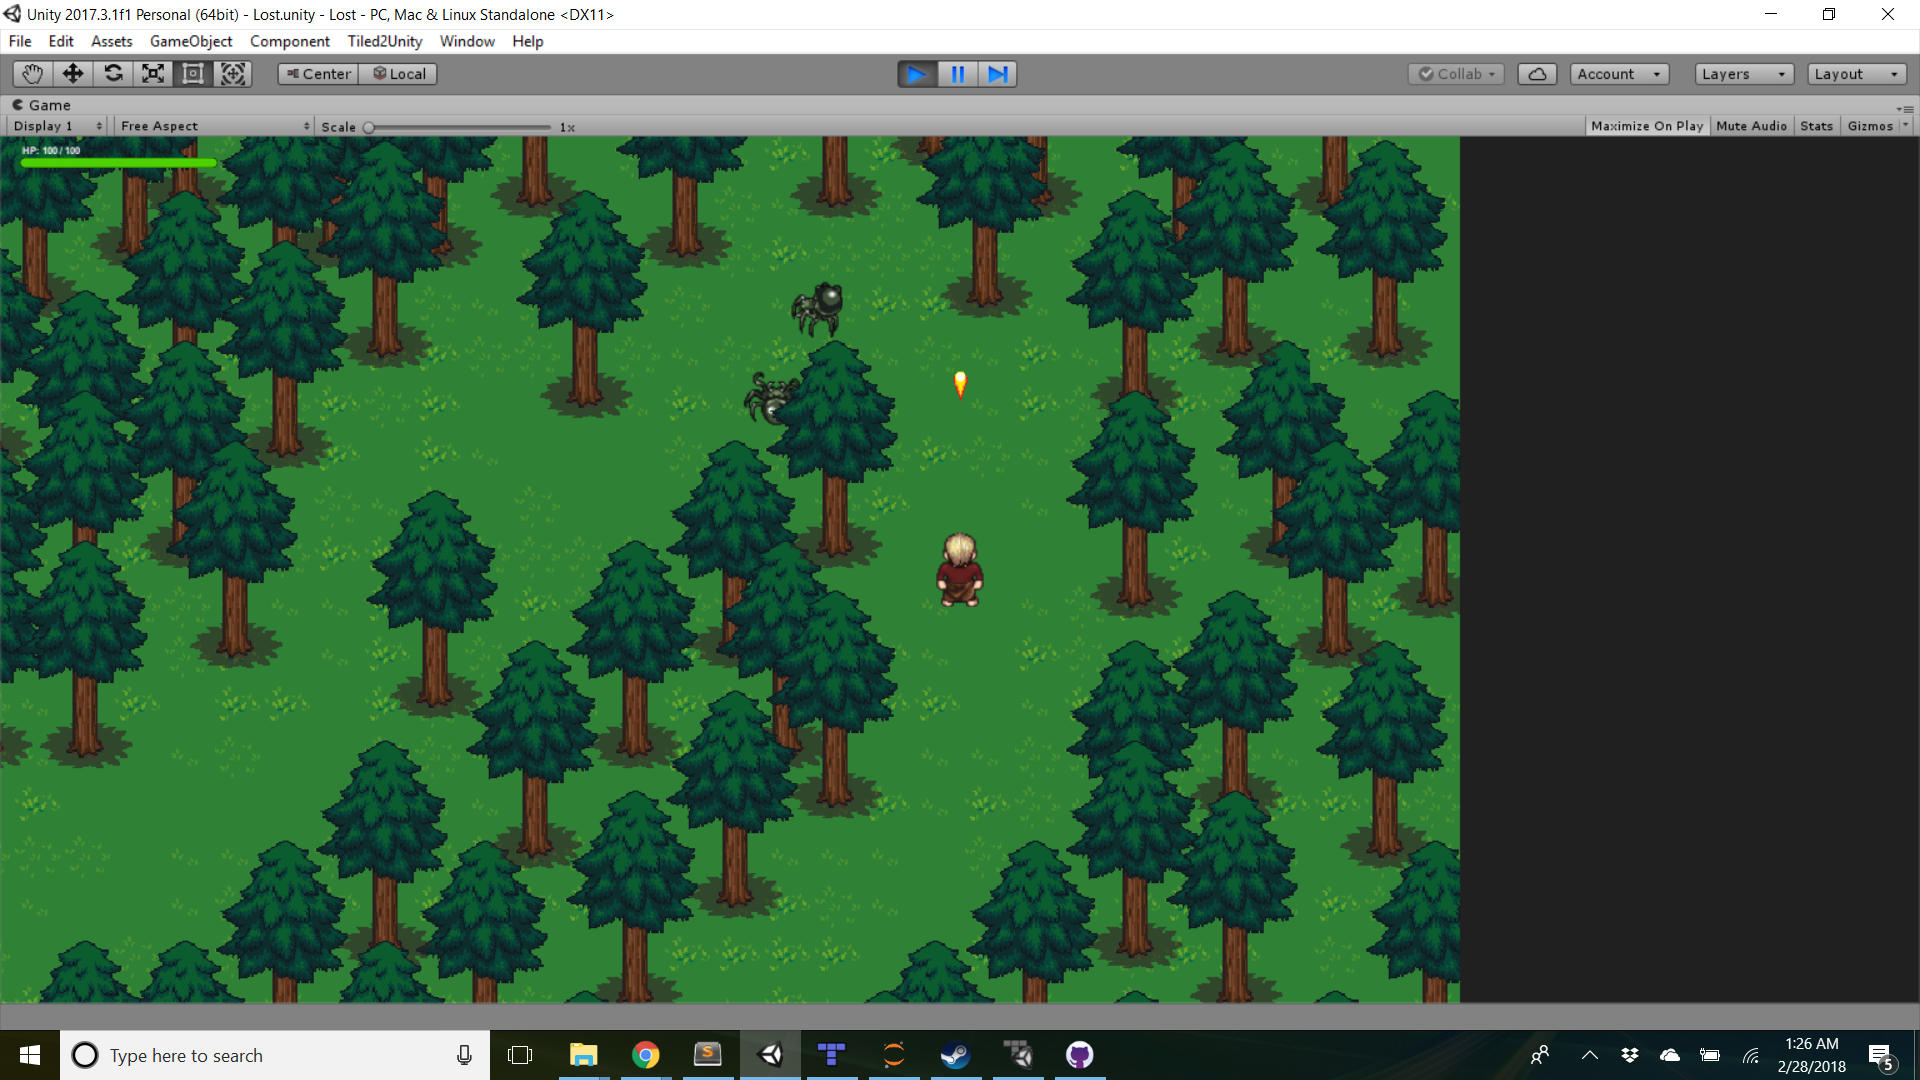 Unity 2017.3.1f1 Personal (64bit) - Lost.unity - Lost - PC, Mac & Linux Standalone <DX11>
File Edit Assets GameObject Component Tiled2Unity Window Help
Center Local Collab Account Layers Layout
Game
Display 1 Free Aspect Scale 1x Maximize On Play Mute Audio Stats Gizmos
HP: 100 / 100
Type here to search
1:26 AM
2/28/2018
5